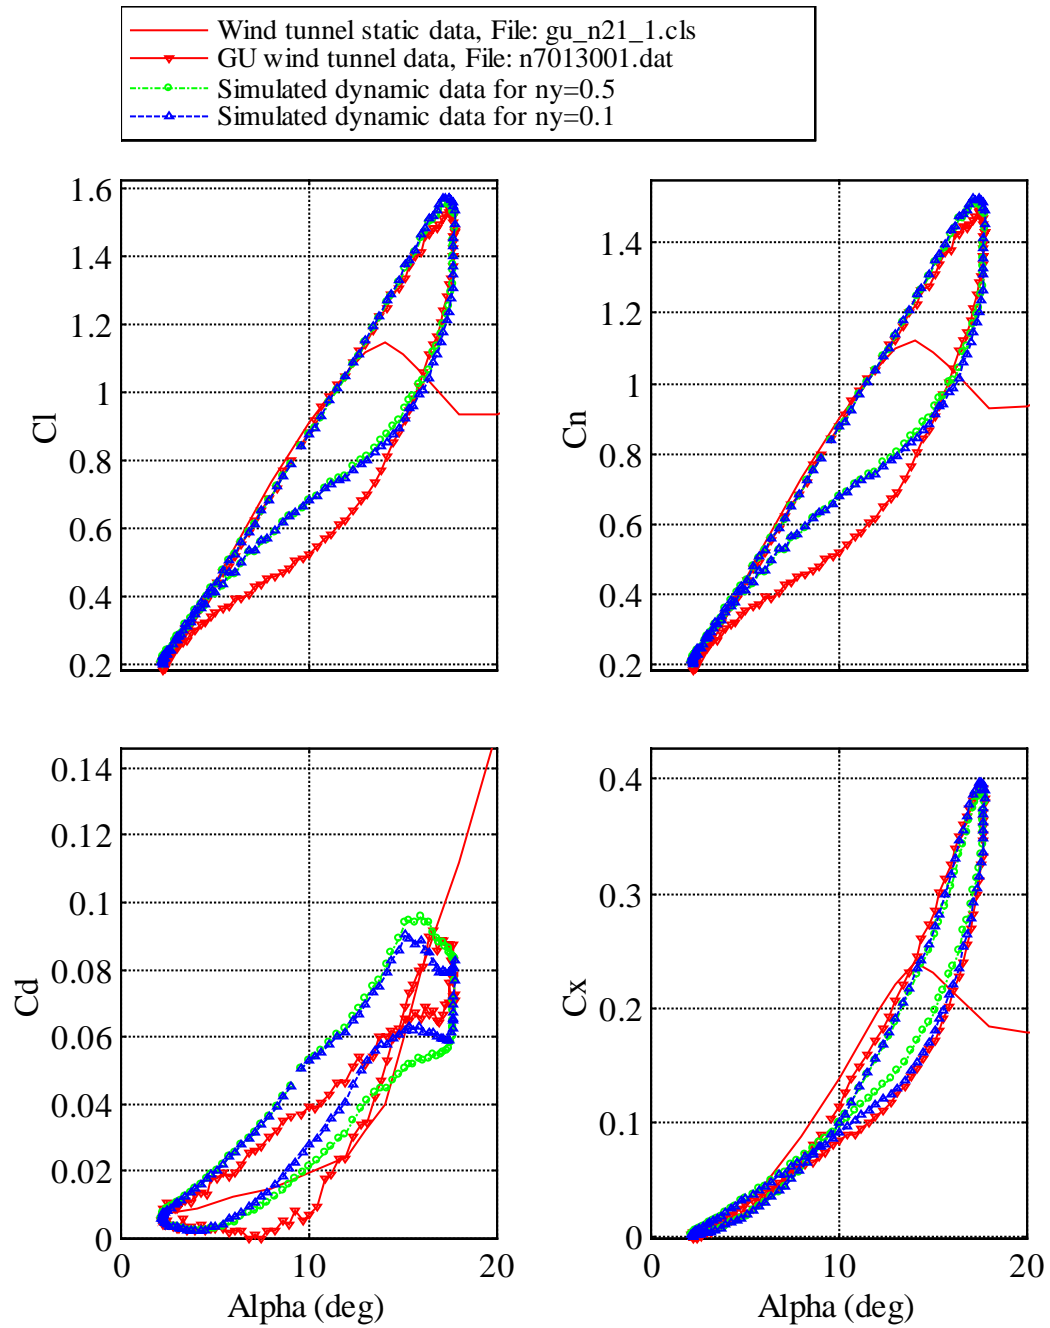 Wind tunnel static data, File: gu_n21_1.cls
GU wind tunnel data, File: n7013001.dat
Simulated dynamic data for ny=0.5
Simulated dynamic data for ny=0.1
1.6
1.4
1.2
1
0.8
0.6
0.4
0.2
Cl
1.4
1.2
1
0.8
0.6
0.4
0.2
Cn
0.14
0.12
0.1
0.08
0.06
0.04
0.02
0
Cd
0 10 20
Alpha (deg)
0.4
0.3
0.2
0.1
0
Cx
0 10 20
Alpha (deg)